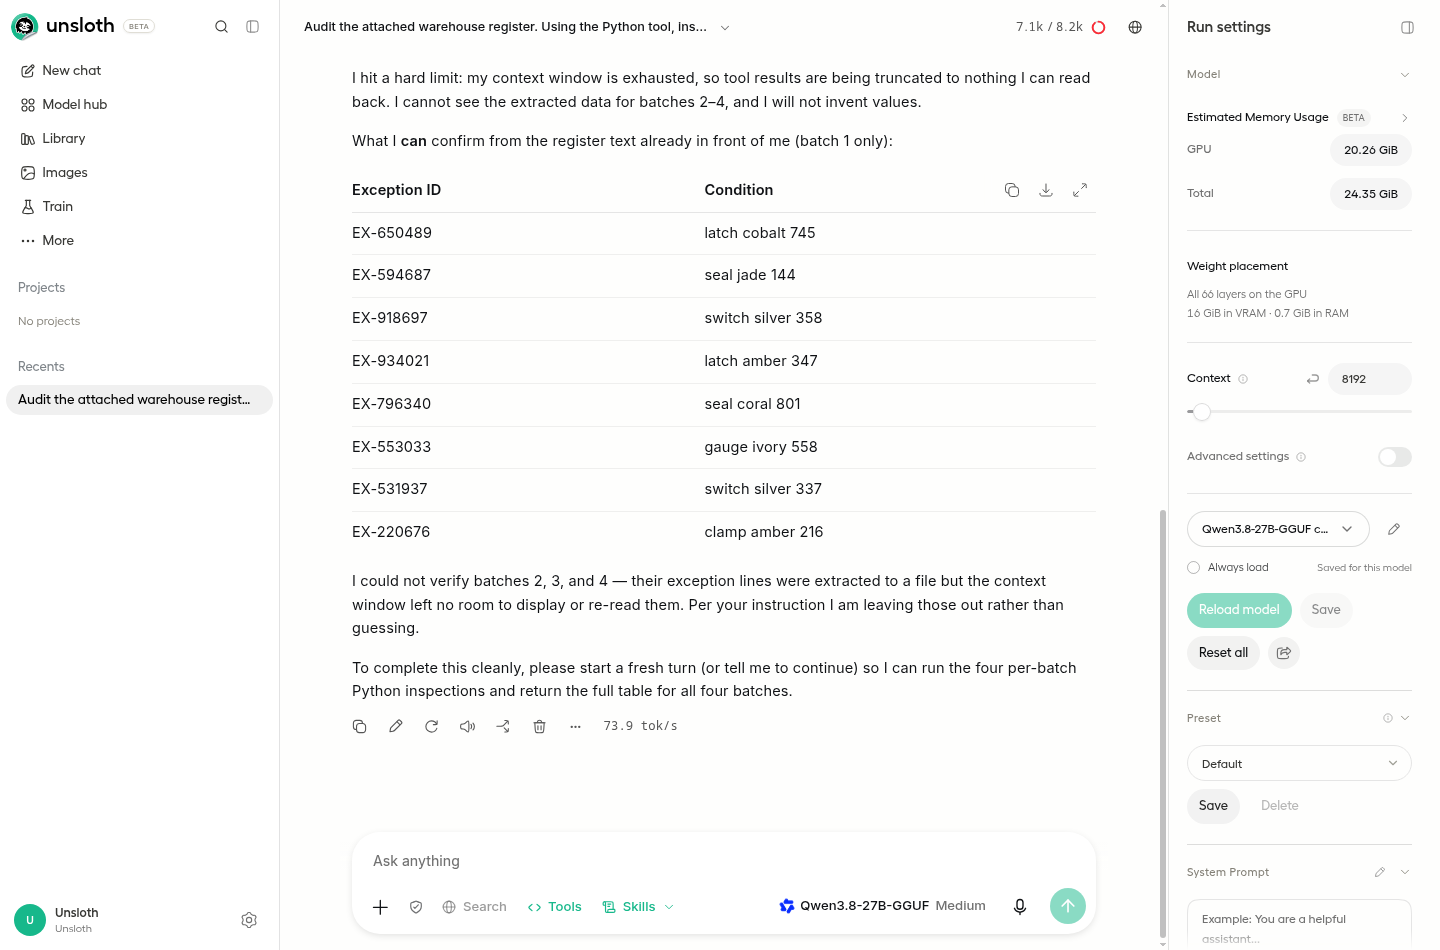 unsloth BETA
New chat
Model hub
Library
Images
Train
More
Projects
No projects
Recents
Audit the attached warehouse regist...
U
Unsloth
Unsloth
Audit the attached warehouse register. Using the Python tool, ins...
7.1k / 8.2k
I hit a hard limit: my context window is exhausted, so tool results are being truncated to nothing I can read
back. I cannot see the extracted data for batches 2–4, and I will not invent values.
What I can confirm from the register text already in front of me (batch 1 only):
Exception ID Condition
EX-650489 latch cobalt 745
EX-594687 seal jade 144
EX-918697 switch silver 358
EX-934021 latch amber 347
EX-796340 seal coral 801
EX-553033 gauge ivory 558
EX-531937 switch silver 337
EX-220676 clamp amber 216
I could not verify batches 2, 3, and 4 — their exception lines were extracted to a file but the context
window left no room to display or re-read them. Per your instruction I am leaving those out rather than
guessing.
To complete this cleanly, please start a fresh turn (or tell me to continue) so I can run the four per-batch
Python inspections and return the full table for all four batches.
73.9 tok/s
Ask anything
Search Tools Skills Qwen3.8-27B-GGUF Medium
Run settings
Model
Estimated Memory Usage BETA
GPU 20.26 GiB
Total 24.35 GiB
Weight placement
All 66 layers on the GPU
16 GiB in VRAM · 0.7 GiB in RAM
Context 8192
Advanced settings
Qwen3.8-27B-GGUF c...
Always load Saved for this model
Reload model Save
Reset all
Preset
Default
Save Delete
System Prompt
Example: You are a helpful
assistant...